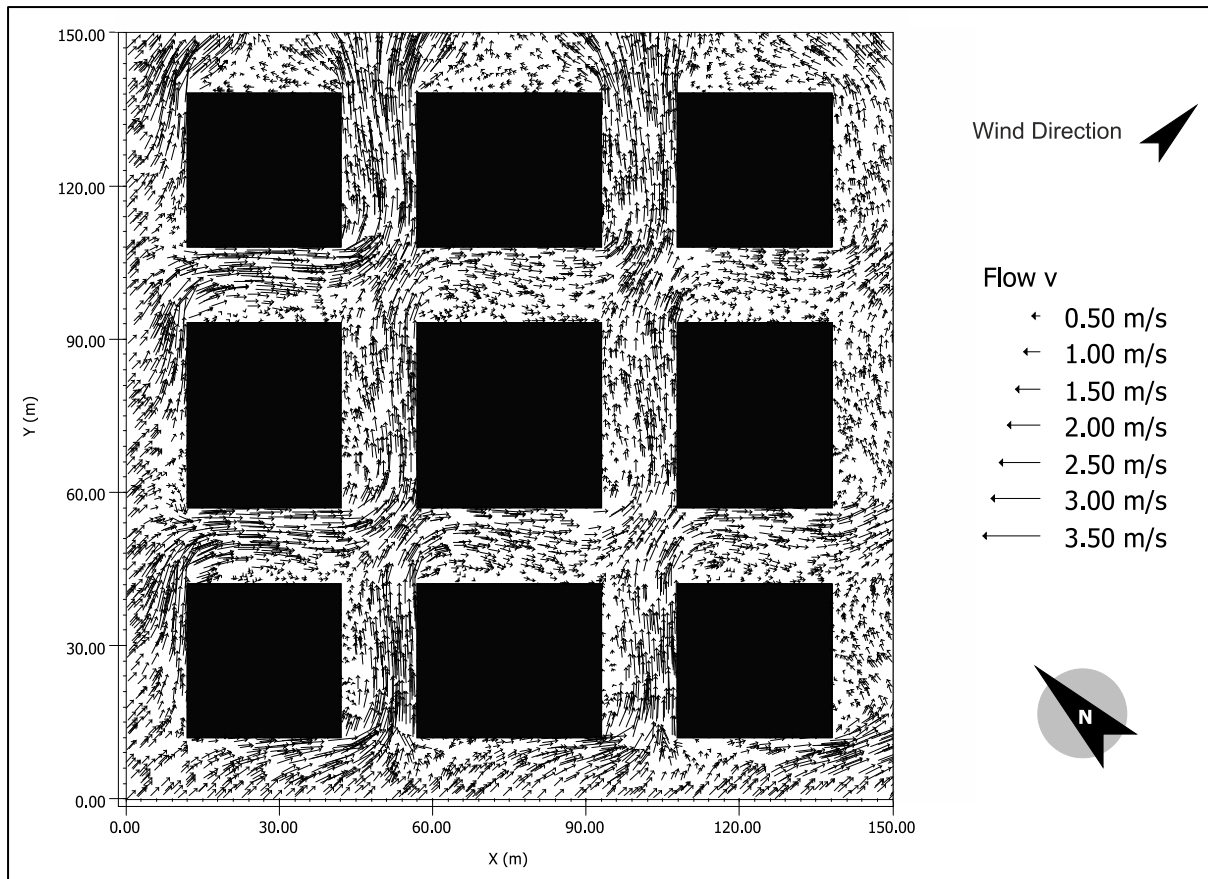 150.00
120.00
90.00
60.00
30.00
0.00
Y (m)
0.00
30.00
60.00
90.00
120.00
150.00
X (m)
Wind Direction
Flow v
0.50 m/s
1.00 m/s
1.50 m/s
2.00 m/s
2.50 m/s
3.00 m/s
3.50 m/s
N